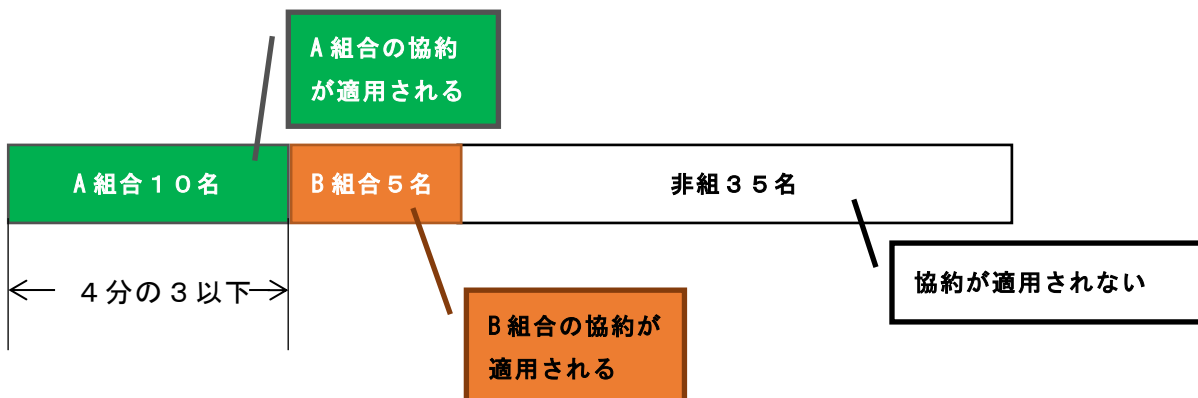 A組合の協約
が適用される
A組合１０名
B組合５名
非組３５名
４分の３以下
協約が適用されない
B組合の協約が
適用される